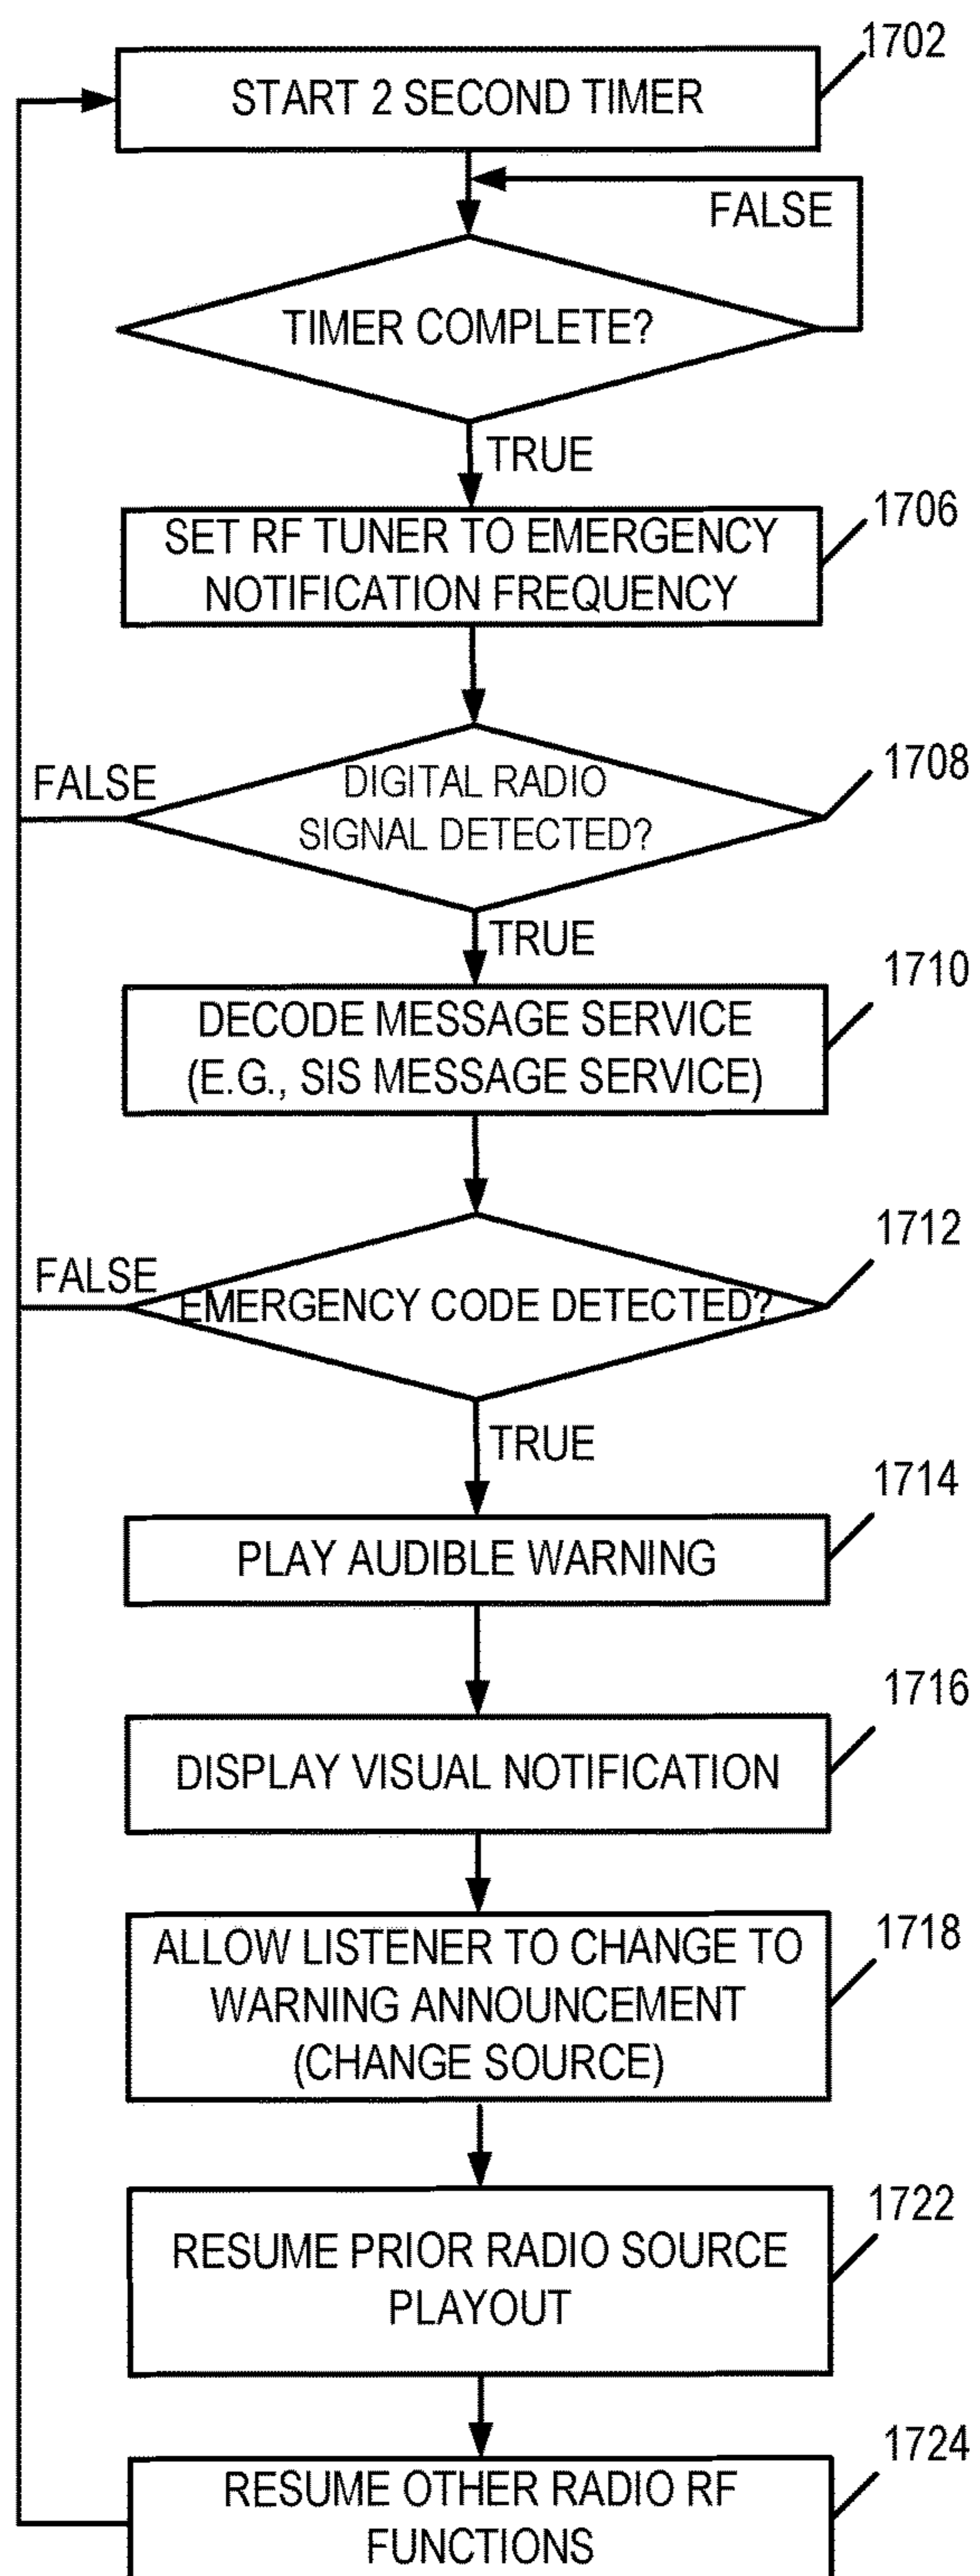 1702
START 2 SECOND TIMER
FALSE
TIMER COMPLETE?
TRUE
1706
SET RF TUNER TO EMERGENCY
NOTIFICATION FREQUENCY
1708
FALSE
DIGITAL RADIO
SIGNAL DETECTED?
TRUE
1710
DECODE MESSAGE SERVICE
(E.G., SIS MESSAGE SERVICE)
1712
FALSE
EMERGENCY CODE DETECTED?
TRUE
1714
PLAY AUDIBLE WARNING
1716
DISPLAY VISUAL NOTIFICATION
1718
ALLOW LISTENER TO CHANGE TO
WARNING ANNOUNCEMENT
(CHANGE SOURCE)
1722
RESUME PRIOR RADIO SOURCE
PLAYOUT
1724
RESUME OTHER RADIO RF
FUNCTIONS